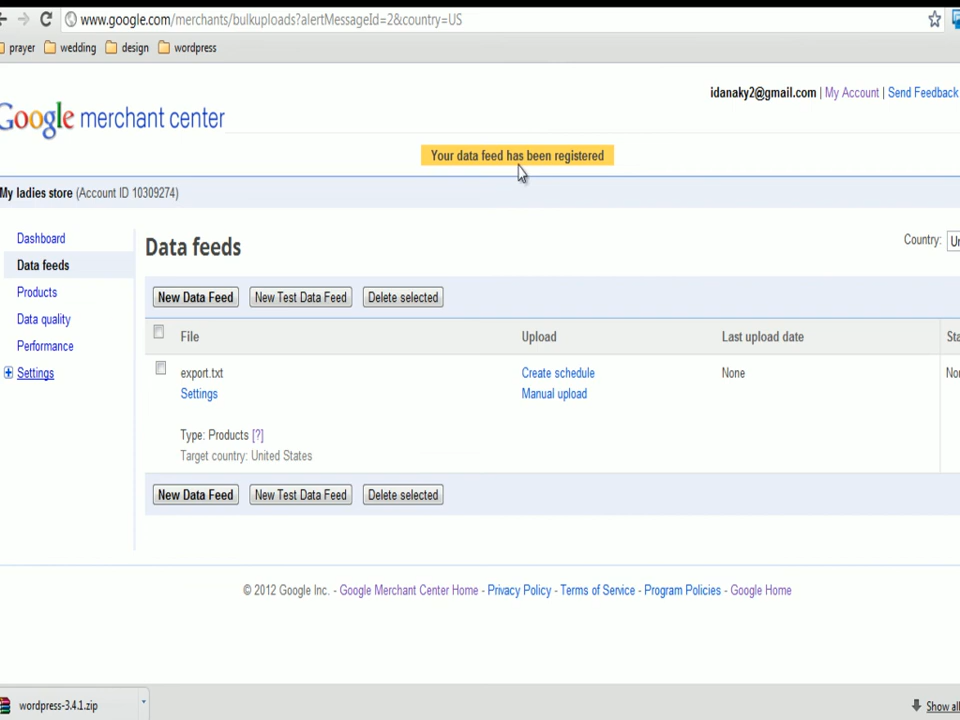 www.google.com/merchants/bulkuploads?alertMessageId=2&country=US
prayer wedding design wordpress
idanaky2@gmail.com | My Account | Send Feedback
Google merchant center
Your data feed has been registered
My ladies store (Account ID 10309274)
Dashboard
Data feeds
Products
Data quality
Performance
Settings
Data feeds
Country:
New Data Feed New Test Data Feed Delete selected
File Upload Last upload date
export.txt Create schedule None
Settings Manual upload
Type: Products [?]
Target country: United States
New Data Feed New Test Data Feed Delete selected
© 2012 Google Inc. - Google Merchant Center Home - Privacy Policy - Terms of Service - Program Policies - Google Home
wordpress-3.4.1.zip
Show all